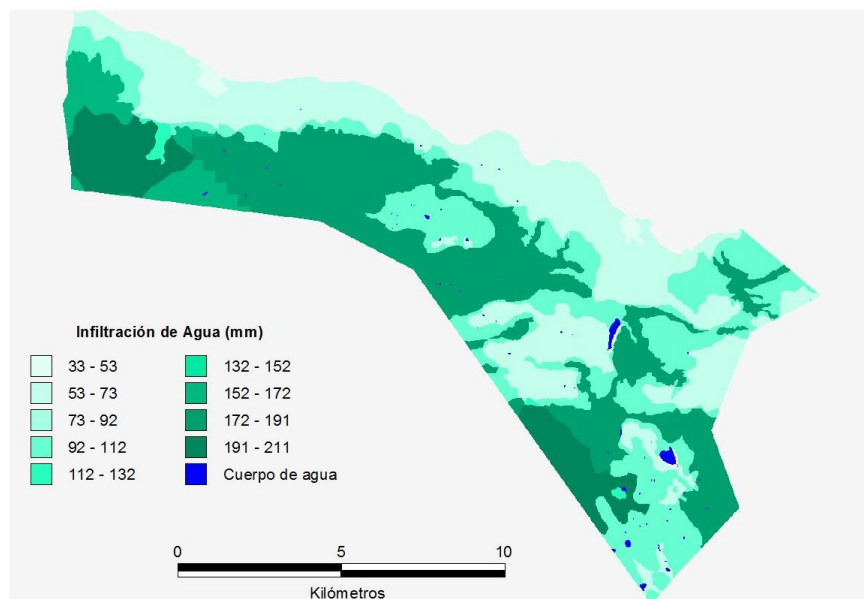 Infiltración de Agua (mm)
33 - 53
53 - 73
73 - 92
92 - 112
112 - 132
132 - 152
152 - 172
172 - 191
191 - 211
Cuerpo de agua
0 5 10
Kilómetros